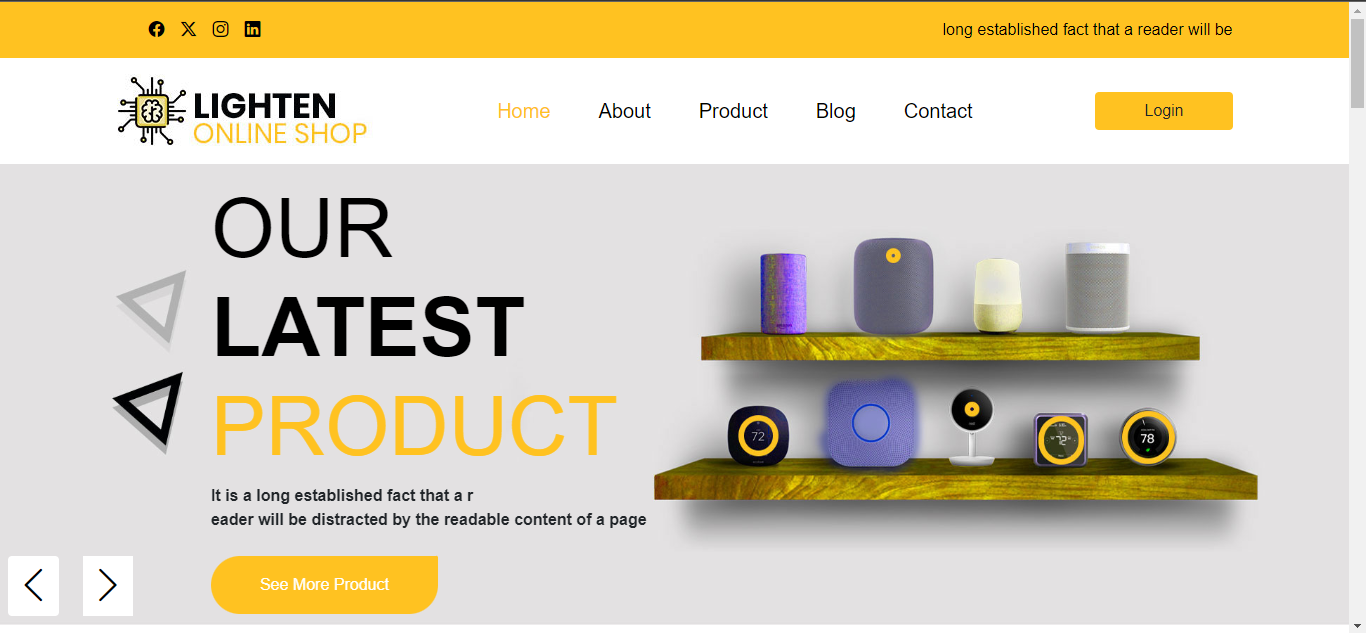 long established fact that a reader will be
LIGHTEN
ONLINE SHOP
Home About Product Blog Contact Login
OUR
LATEST
PRODUCT
72
72
78
It is a long established fact that a r
eader will be distracted by the readable content of a page
See More Product